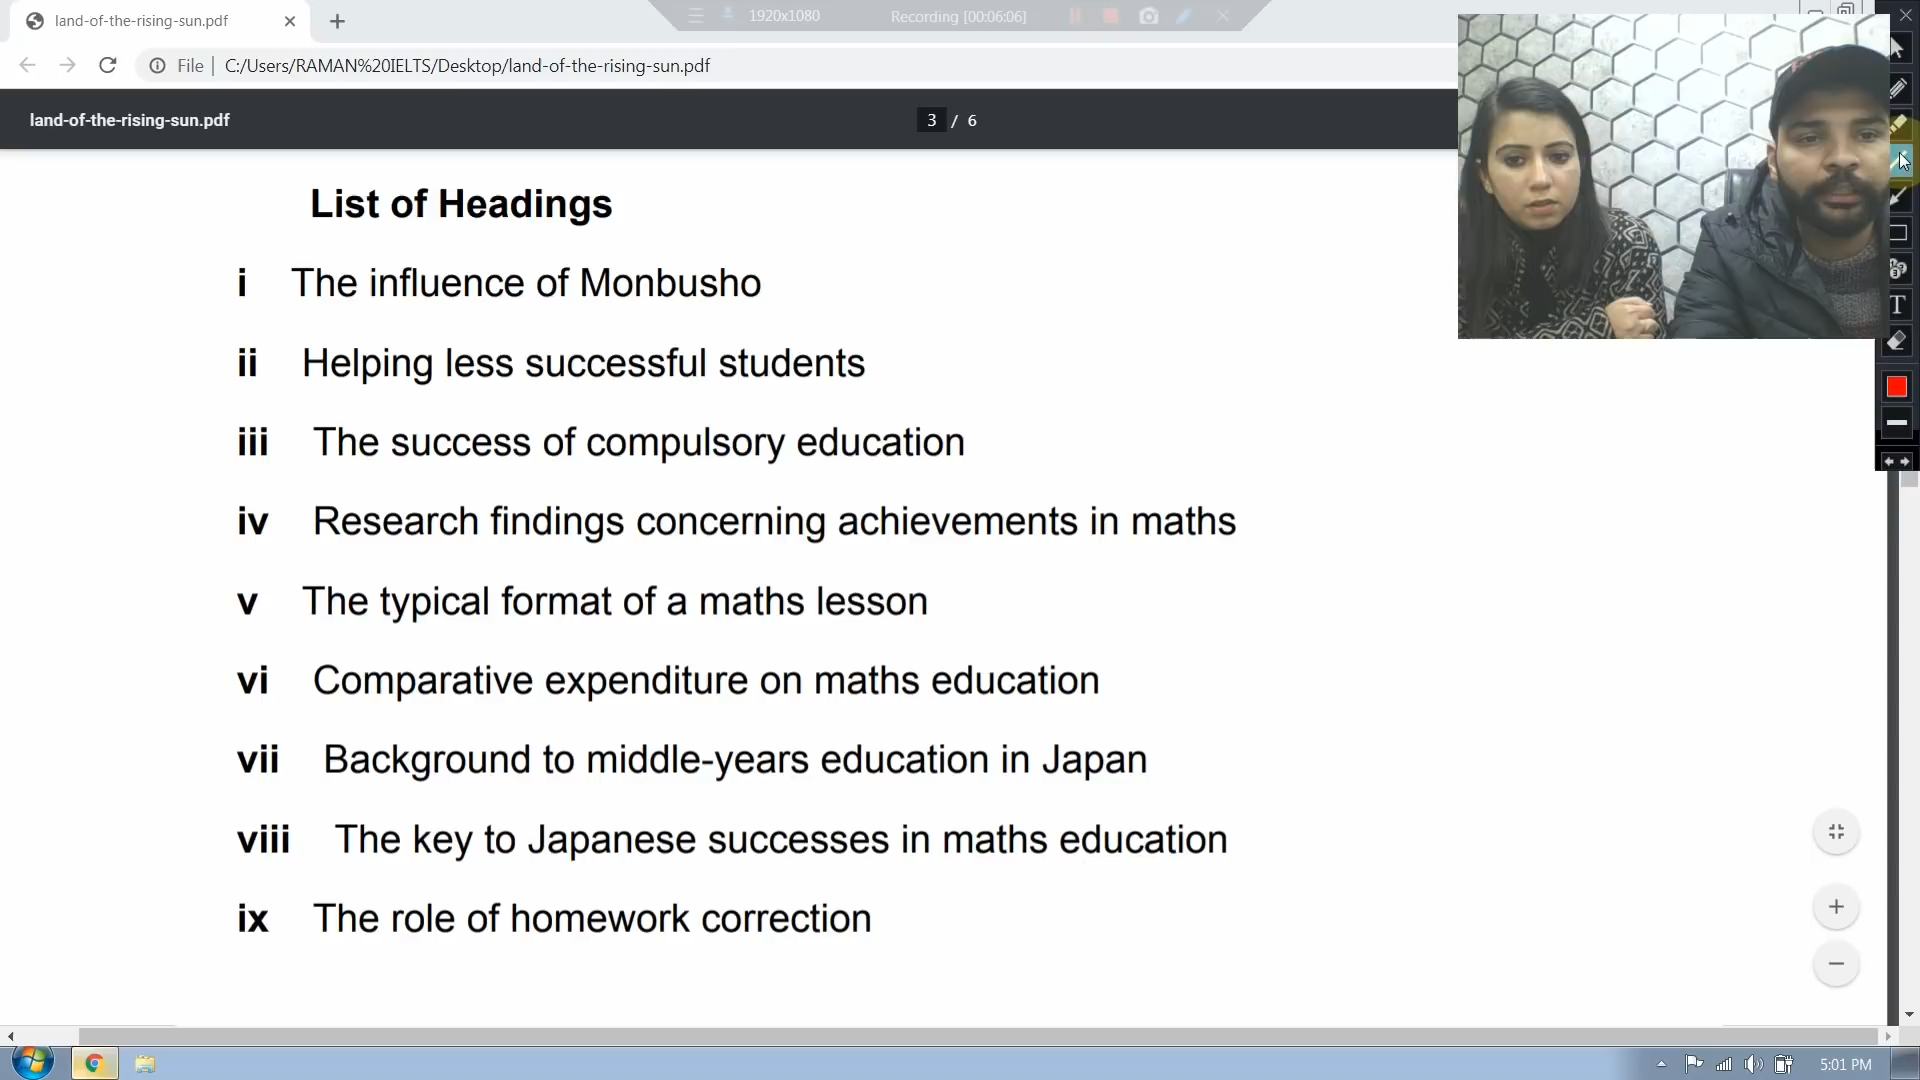 land-of-the-rising-sun.pdf
1920x1080
Recording [00:06:06]
File
C:/Users/RAMAN%20IELTS/Desktop/land-of-the-rising-sun.pdf
land-of-the-rising-sun.pdf
3 / 6
List of Headings
i The influence of Monbusho
ii Helping less successful students
iii The success of compulsory education
iv Research findings concerning achievements in maths
v The typical format of a maths lesson
vi Comparative expenditure on maths education
vii Background to middle-years education in Japan
viii The key to Japanese successes in maths education
ix The role of homework correction
T
5:01 PM